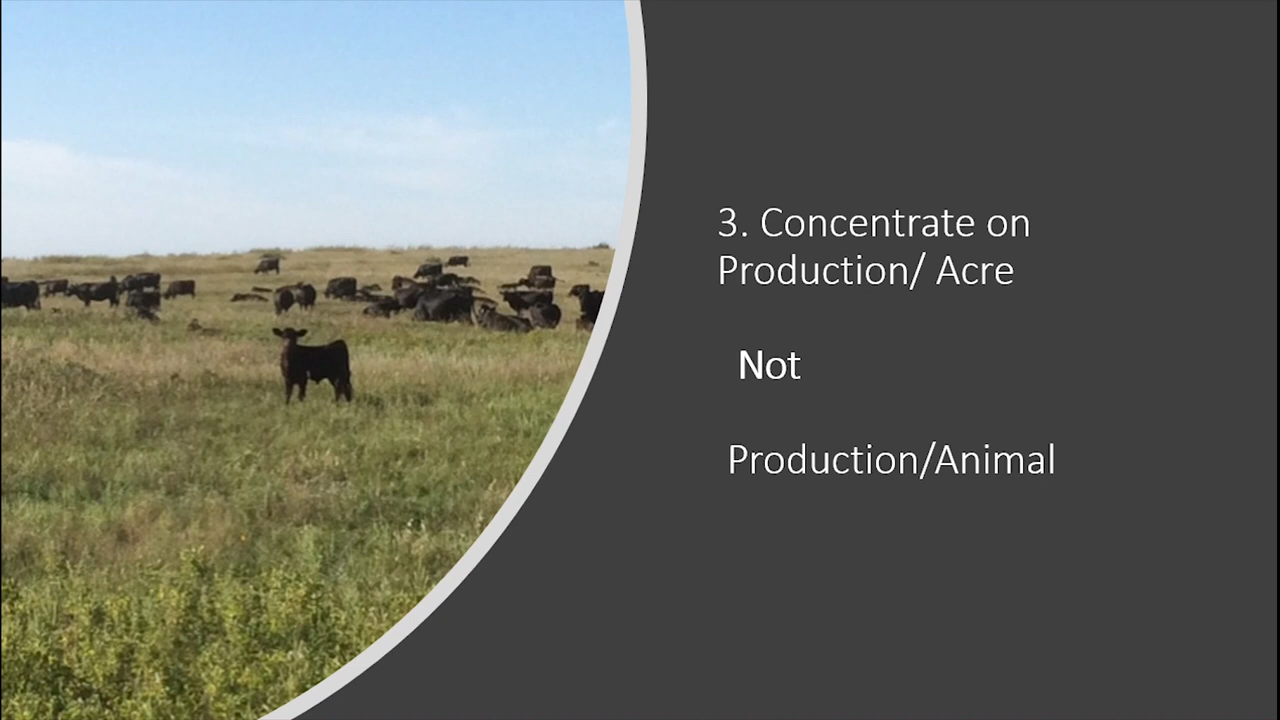 3. Concentrate on
Production/ Acre
Not
Production/Animal